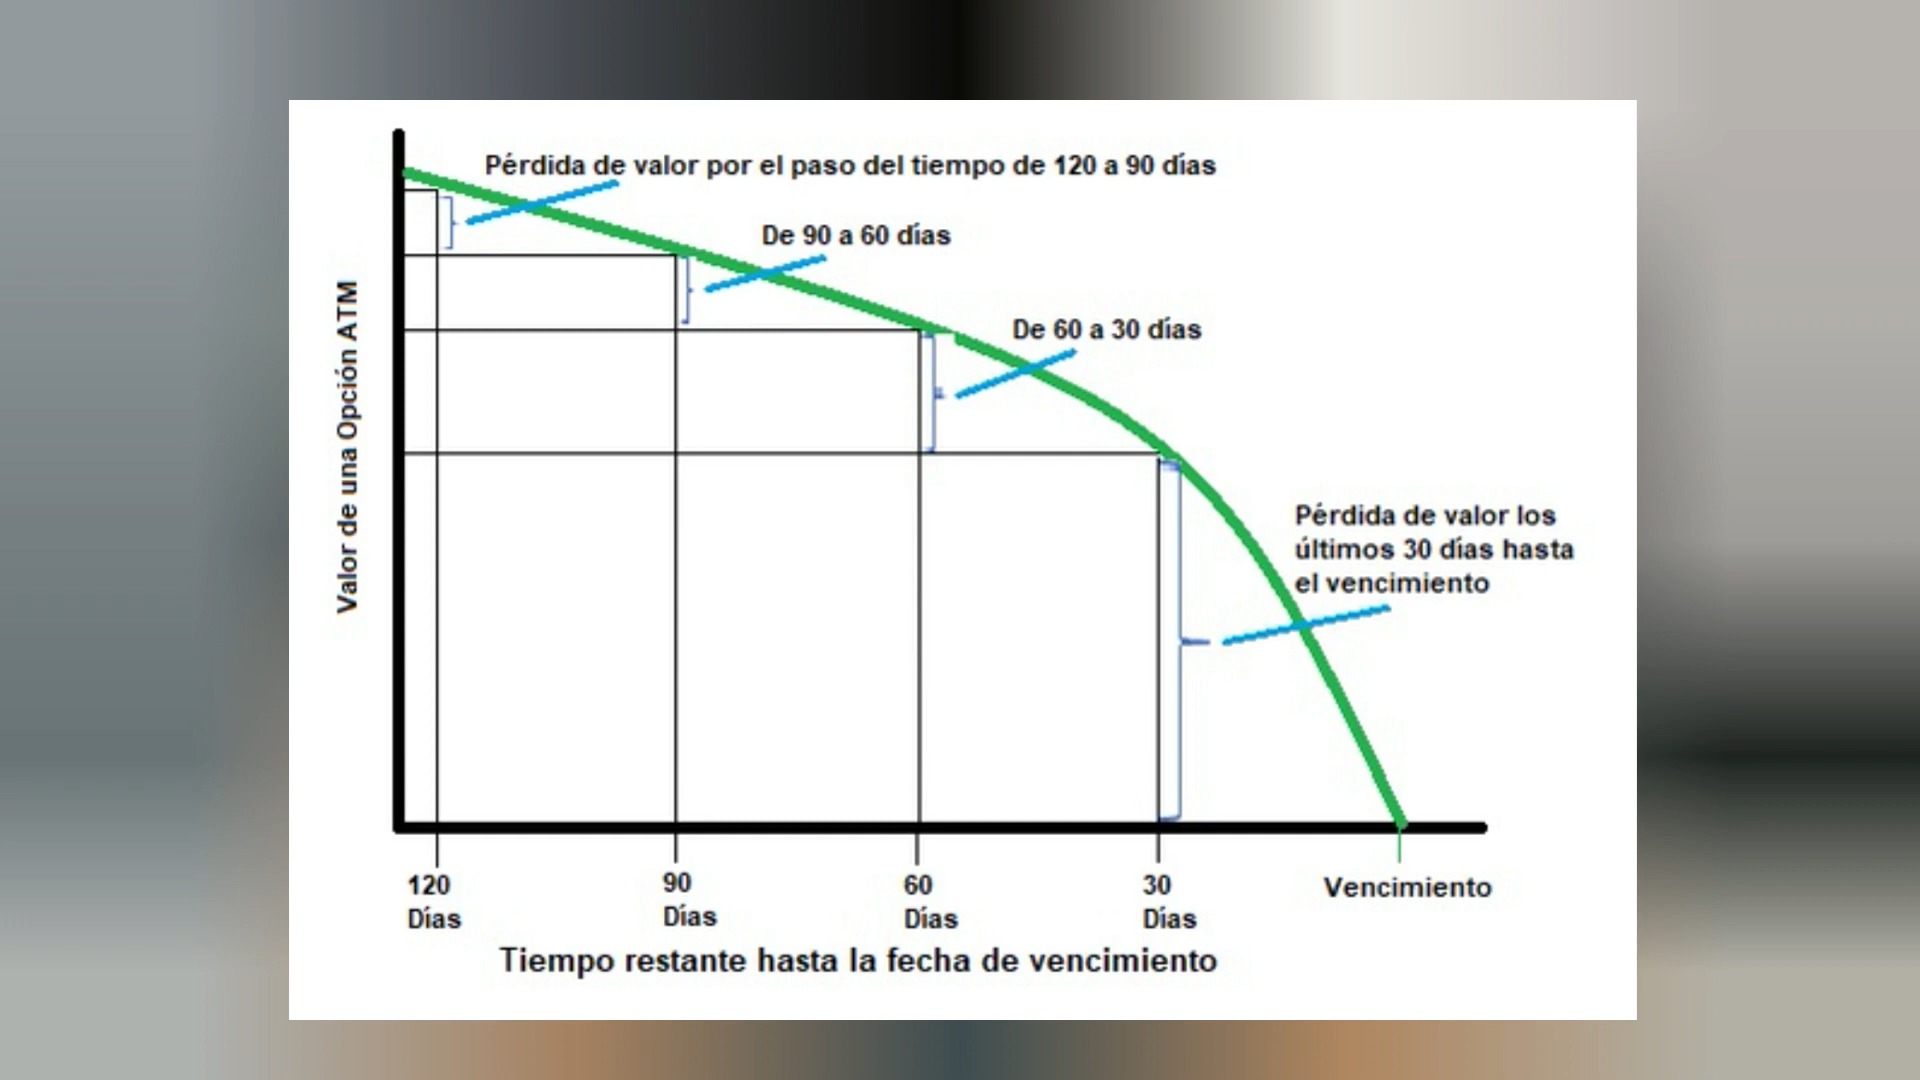 Pérdida de valor por el paso del tiempo de 120 a 90 días
De 90 a 60 días
De 60 a 30 días
Valor de una Opción ATM
Pérdida de valor los
últimos 30 días hasta
el vencimiento
120
Días
90
Días
60
Días
30
Días
Vencimiento
Tiempo restante hasta la fecha de vencimiento